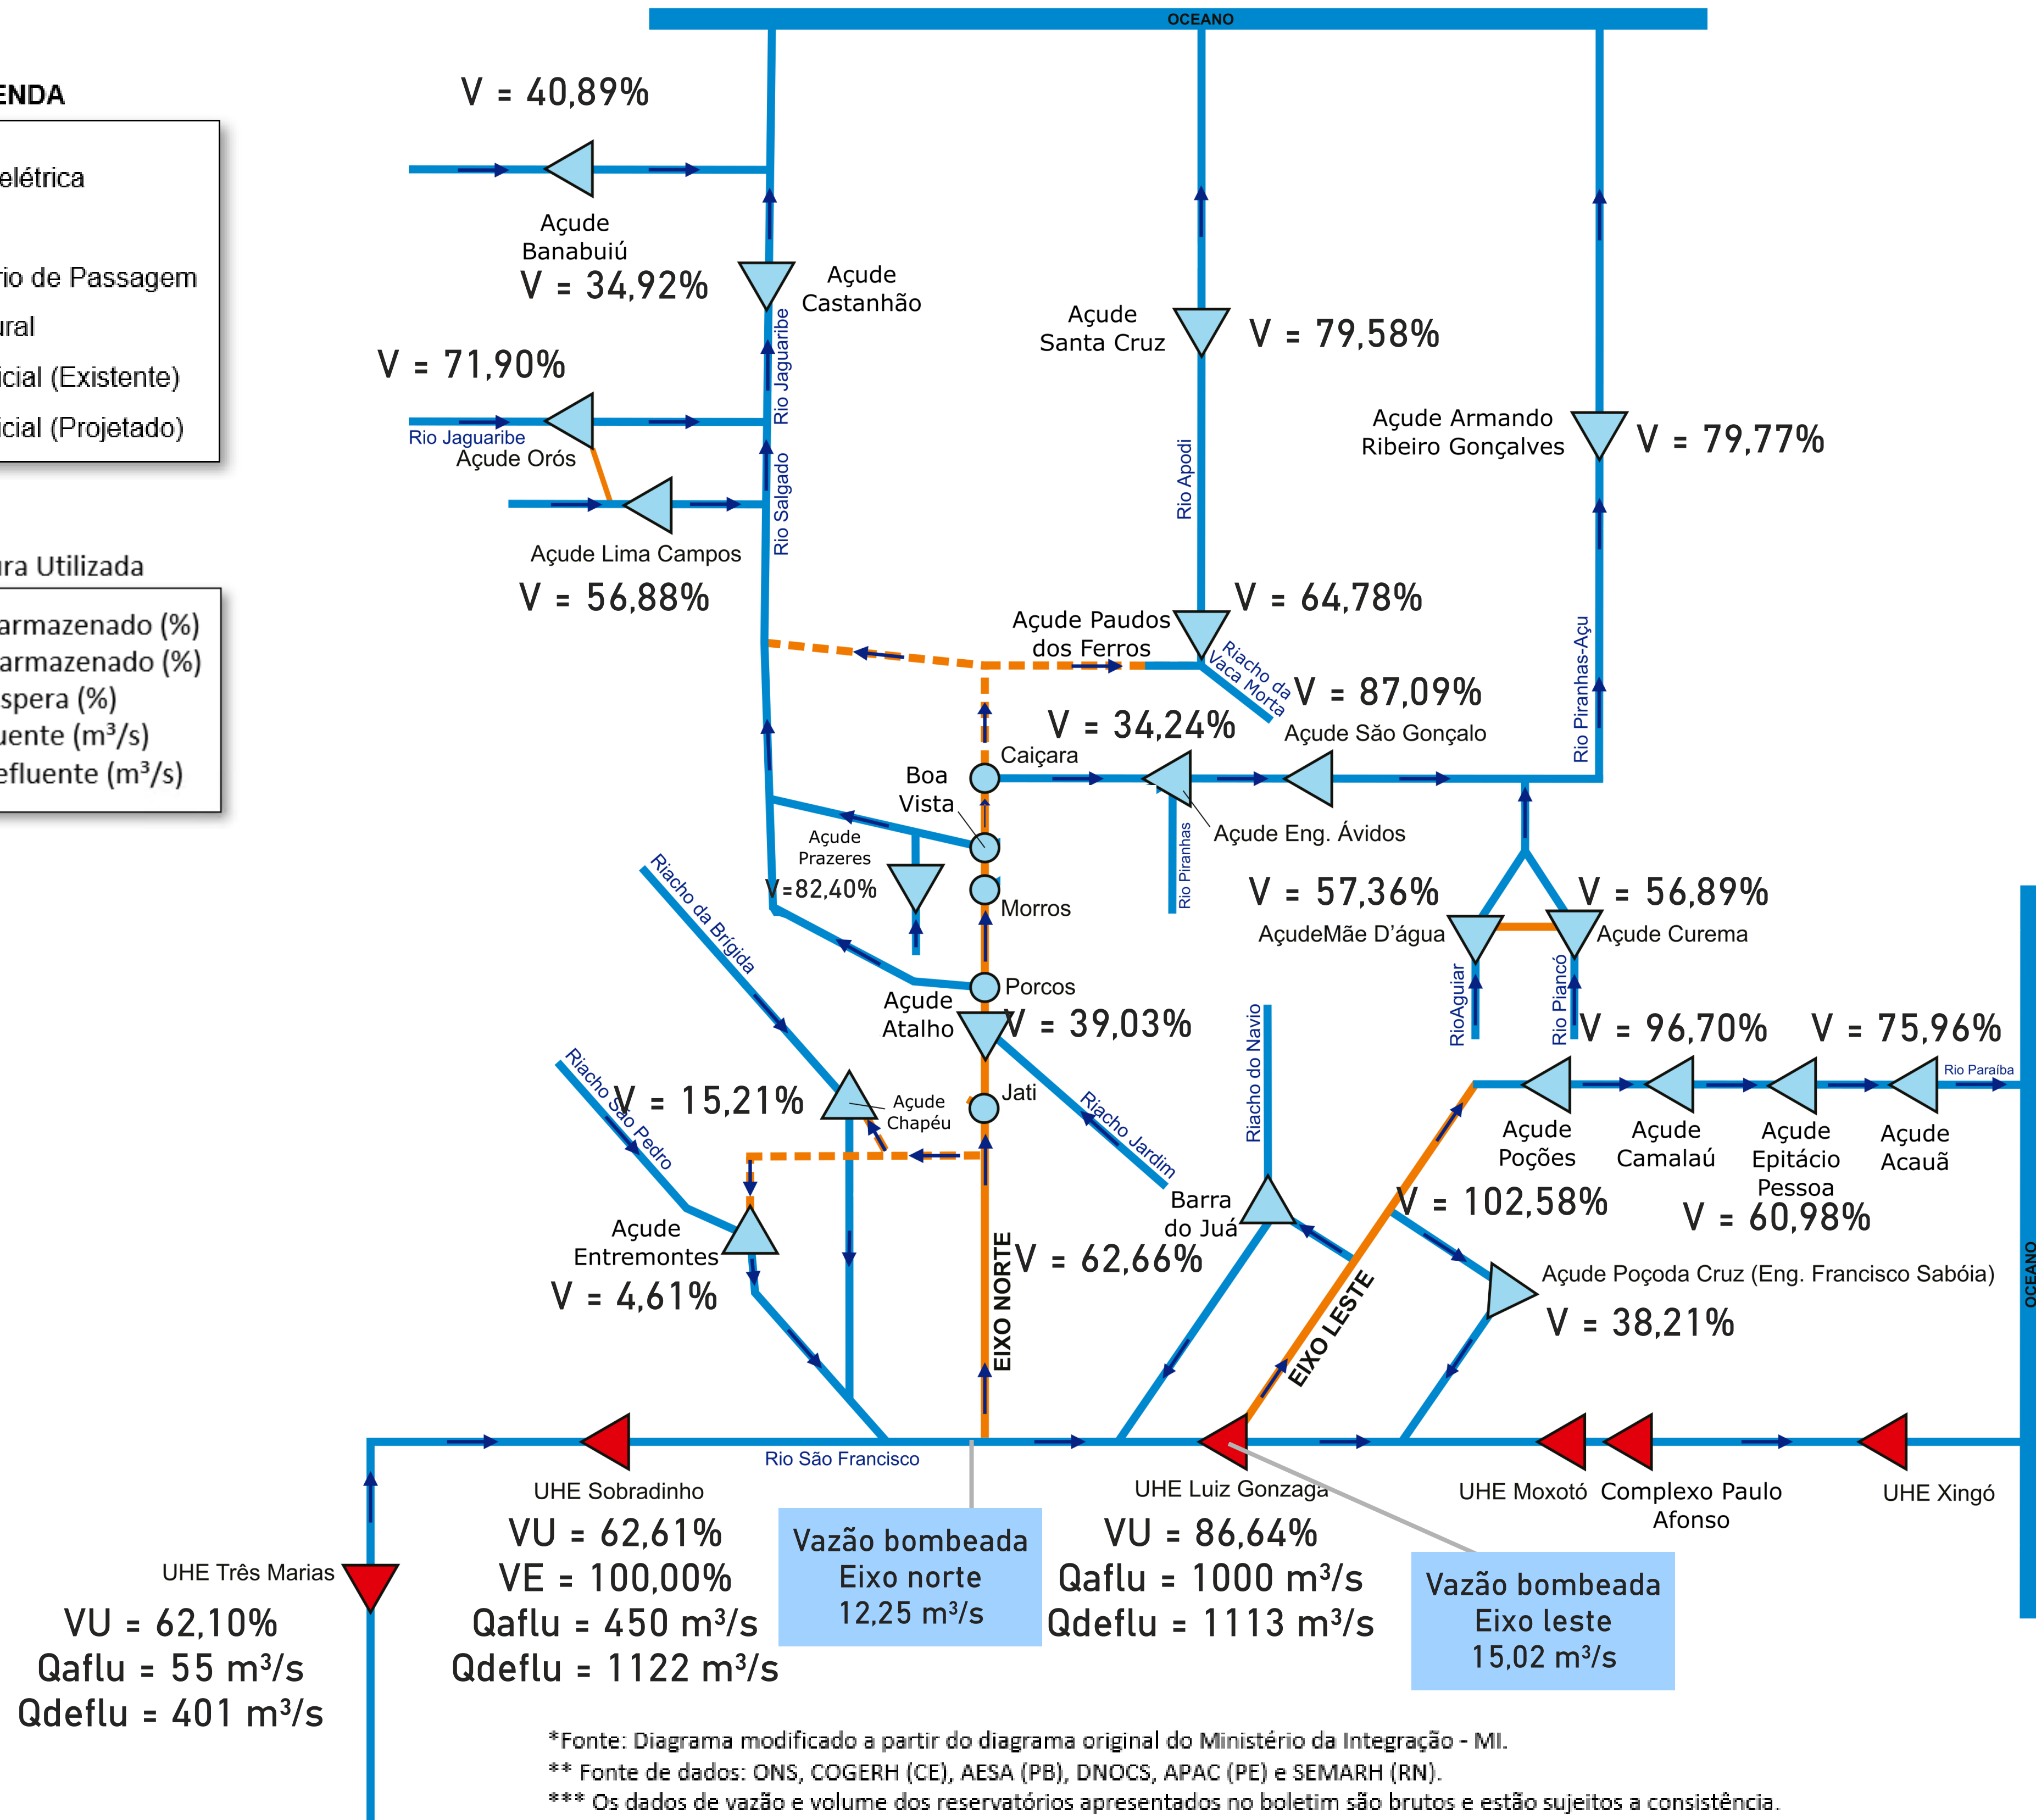 OCEANO
V = 40,89%
ENDA
elétrica
rio de Passagem
ural
icial (Existente)
icial (Projetado)
Açude
Banabuiú
V = 34,92%
Açude
Castanhão
Rio Jaguaribe
V = 71,90%
Rio Jaguaribe
Açude Orós
Rio Salgado
Açude Lima Campos
V = 56,88%
Açude
Santa Cruz
V = 79,58%
Rio Apodi
Açude Armando
Ribeiro Gonçalves
V = 79,77%
Rio Piranhas-Açu
ura Utilizada
armazenado (%)
armazenado (%)
spera (%)
uente (m³/s)
efluente (m³/s)
Açude Paudos
dos Ferros
V = 64,78%
Riacho da
Vaca Morta
V = 87,09%
Açude São Gonçalo
V = 34,24%
Caiçara
Boa
Vista
Açude Eng. Ávidos
Rio Piranhas
Açude
Prazeres
V=82,40%
Morros
V = 57,36%
AçudeMãe D'água
V = 56,89%
Açude Curema
RioAguiar
Rio Piancó
Riacho da Brígida
Porcos
Açude
Atalho
V = 39,03%
Riacho do Navio
V = 96,70%
V = 75,96%
Rio Paraíba
Riacho São Pedro
V = 15,21%
Açude
Chapéu
Jati
Riacho Jardim
Açude
Poções
Açude
Camalaú
Açude
Epitácio
Pessoa
Açude
Acauã
V = 102,58%
V = 60,98%
Barra
do Juá
V = 62,66%
Açude
Entremontes
V = 4,61%
EIXO NORTE
EIXO LESTE
Açude Poçoda Cruz (Eng. Francisco Sabóia)
V = 38,21%
OCEANO
Rio São Francisco
UHE Sobradinho
VU = 62,61%
VE = 100,00%
Qaflu = 450 m³/s
Qdeflu = 1122 m³/s
Vazão bombeada
Eixo norte
12,25 m³/s
UHE Luiz Gonzaga
VU = 86,64%
Qaflu = 1000 m³/s
Qdeflu = 1113 m³/s
Vazão bombeada
Eixo leste
15,02 m³/s
UHE Moxotó
Complexo Paulo
Afonso
UHE Xingó
UHE Três Marias
VU = 62,10%
Qaflu = 55 m³/s
Qdeflu = 401 m³/s
*Fonte: Diagrama modificado a partir do diagrama original do Ministério da Integração - MI.
** Fonte de dados: ONS, COGERH (CE), AESA (PB), DNOCS, APAC (PE) e SEMARH (RN).
*** Os dados de vazão e volume dos reservatórios apresentados no boletim são brutos e estão sujeitos a consistência.